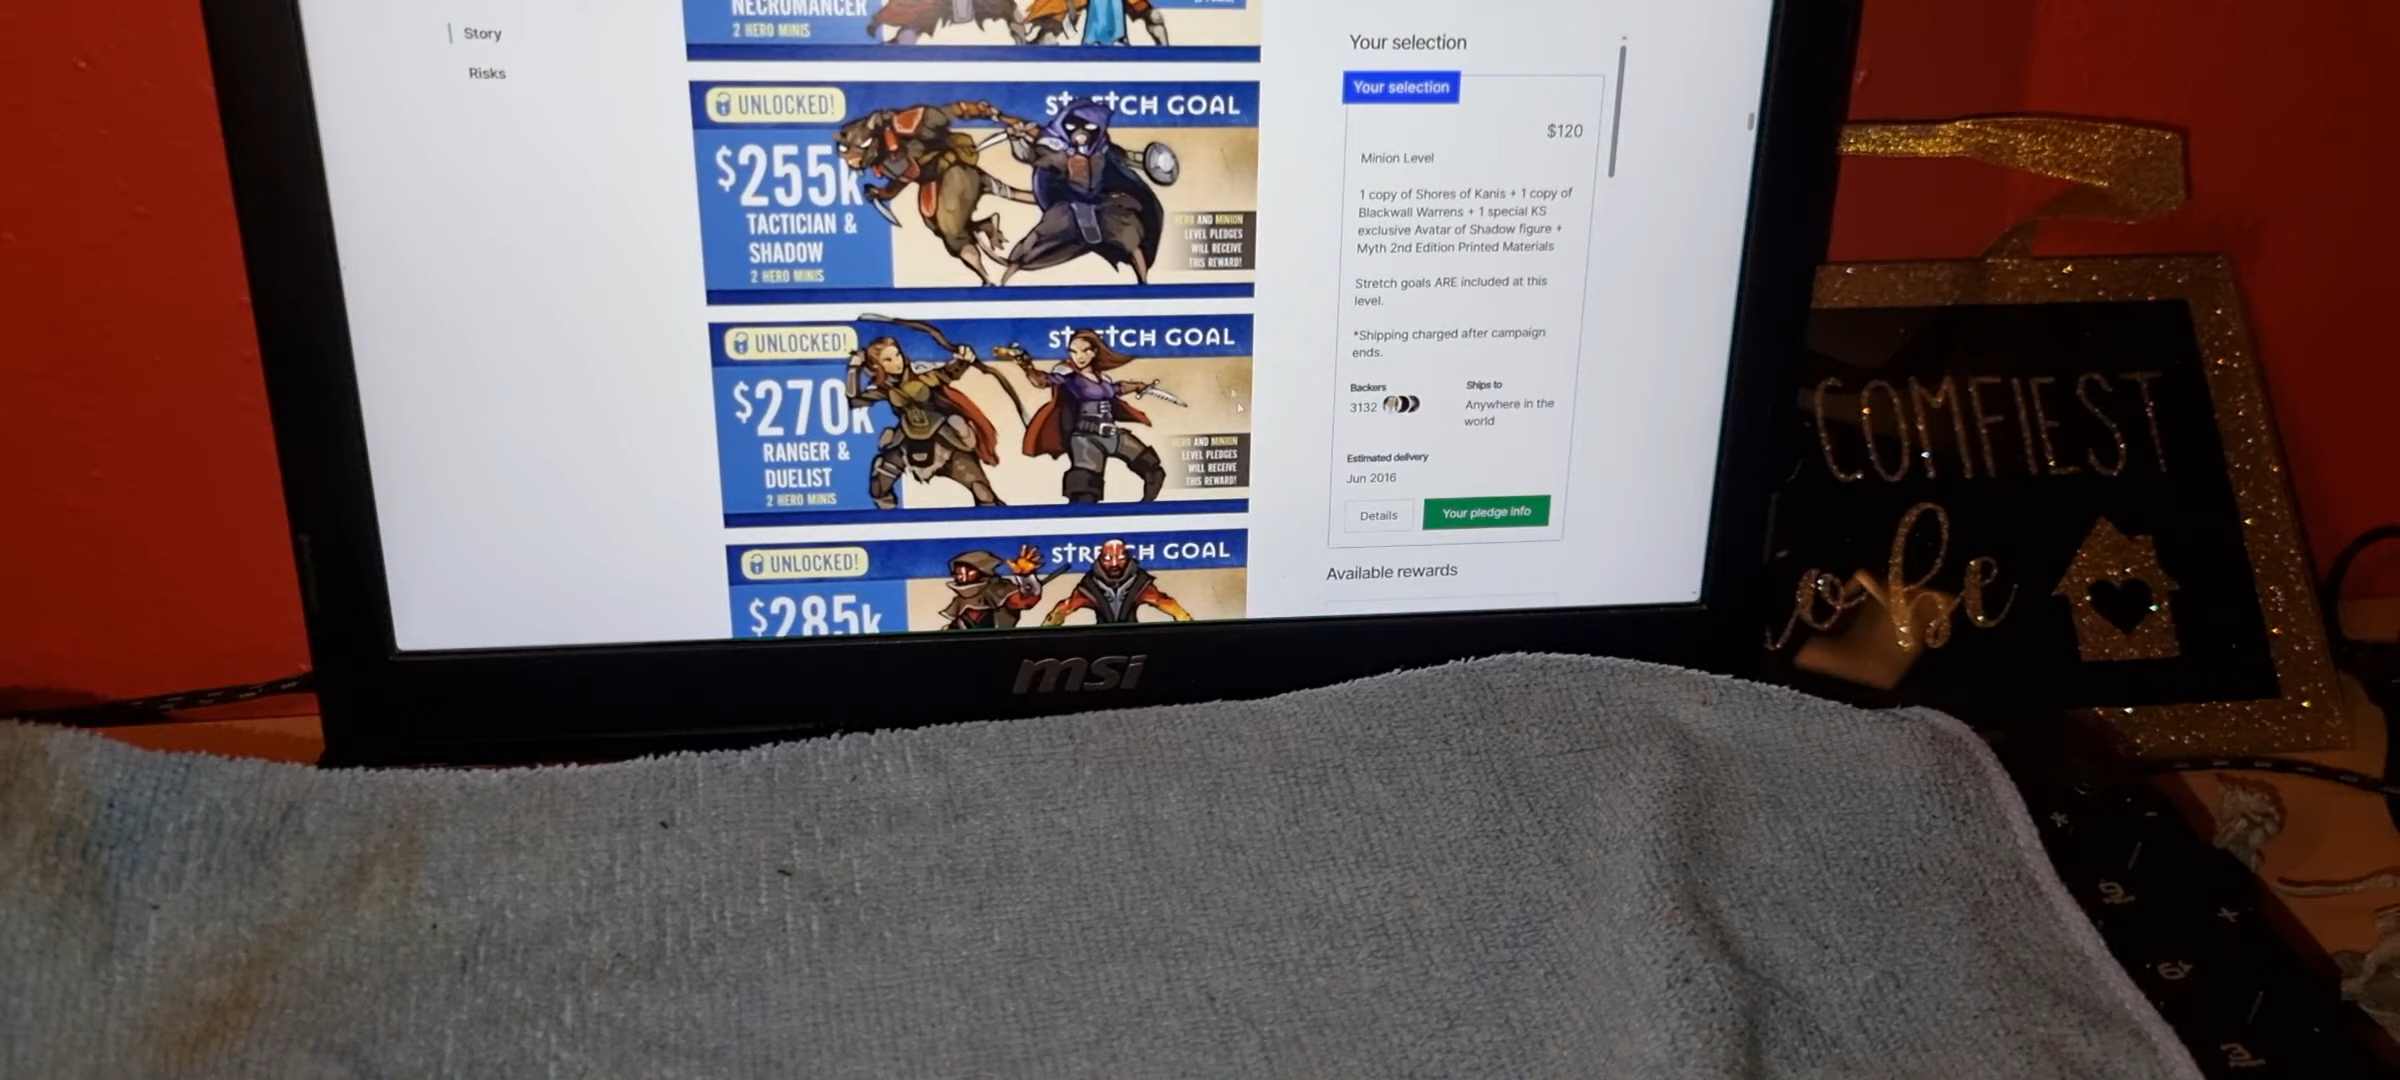 Story
Risks
NECROMANCER
2 HERO MINIS
UNLOCKED!
STRETCH GOAL
$255k
TACTICIAN &
SHADOW
2 HERO MINIS
HERO AND MINION
LEVEL PLEDGES
WILL RECEIVE
THIS REWARD!
UNLOCKED!
STRETCH GOAL
$270k
RANGER &
DUELIST
2 HERO MINIS
HERO AND MINION
LEVEL PLEDGES
WILL RECEIVE
THIS REWARD!
UNLOCKED!
STRETCH GOAL
$285k
Your selection
Your selection
$120
Minion Level
1 copy of Shores of Kanis + 1 copy of
Blackwall Warrens + 1 special KS
exclusive Avatar of Shadow figure +
Myth 2nd Edition Printed Materials
Stretch goals ARE included at this
level.
*Shipping charged after campaign
ends.
Backers
3132
Ships to
Anywhere in the
world
Estimated delivery
Jun 2016
Details
Your pledge info
Available rewards
msi
COMFIEST